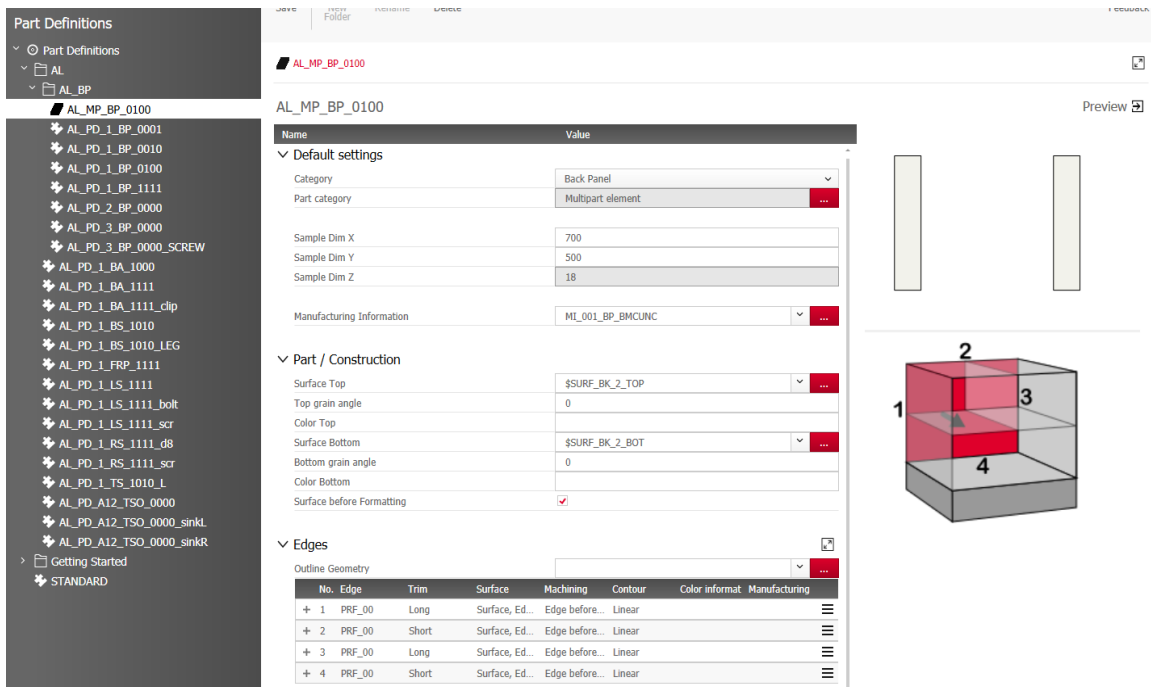 Part Definitions
Save New Folder Rename Delete Feedback
Part Definitions
AL
AL_BP
AL_MP_BP_0100
AL_PD_1_BP_0001
AL_PD_1_BP_0010
AL_PD_1_BP_0100
AL_PD_1_BP_1111
AL_PD_2_BP_0000
AL_PD_3_BP_0000
AL_PD_3_BP_0000_SCREW
AL_PD_1_BA_1000
AL_PD_1_BA_1111
AL_PD_1_BA_1111_clip
AL_PD_1_BS_1010
AL_PD_1_BS_1010_LEG
AL_PD_1_FRP_1111
AL_PD_1_LS_1111
AL_PD_1_LS_1111_bolt
AL_PD_1_LS_1111_scr
AL_PD_1_RS_1111_d8
AL_PD_1_RS_1111_scr
AL_PD_1_TS_1010_L
AL_PD_A12_TSO_0000
AL_PD_A12_TSO_0000_sinkL
AL_PD_A12_TSO_0000_sinkR
Getting Started
STANDARD
AL_MP_BP_0100
AL_MP_BP_0100 Preview
Name Value
Default settings
Category Back Panel
Part category Multipart element ...
Sample Dim X 700
Sample Dim Y 500
Sample Dim Z 18
Manufacturing Information MI_001_BP_BMCUNC ...
Part / Construction
Surface Top $SURF_BK_2_TOP ...
Top grain angle 0
Color Top
Surface Bottom $SURF_BK_2_BOT ...
Bottom grain angle 0
Color Bottom
Surface before Formatting
Edges
Outline Geometry ...
No. Edge Trim Surface Machining Contour Color informat Manufacturing
+ 1 PRF_00 Long Surface, Ed... Edge before... Linear
+ 2 PRF_00 Short Surface, Ed... Edge before... Linear
+ 3 PRF_00 Long Surface, Ed... Edge before... Linear
+ 4 PRF_00 Short Surface, Ed... Edge before... Linear
2
1
3
4